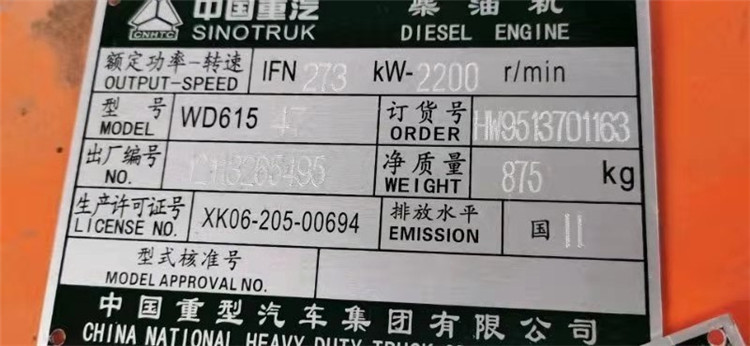 中国重汽 柴油机
CNHTC SINOTRUK DIESEL ENGINE
额定功率-转速 IFN 273 kW-2200 r/min
OUTPUT-SPEED
型号 WD615 47 订货号 HW9513701163
MODEL ORDER
出厂编号 净质量 875 kg
NO. WEIGHT
生产许可证号 XK06-205-00694 排放水平 国 II
LICENSE NO. EMISSION
型式核准号
MODEL APPROVAL NO.
中国重型汽车集团有限公司
CHINA NATIONAL HEAVY DUTY TRUCK